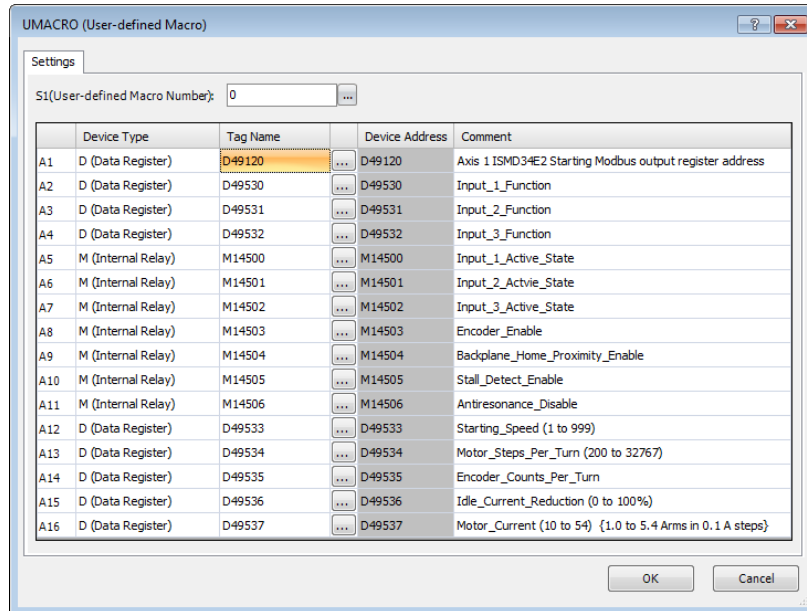 UMACRO (User-defined Macro)
Settings
S1(User-defined Macro Number): 0 ...
Device Type Tag Name Device Address Comment
A1 D (Data Register) D49120 ... D49120 Axis 1 ISMD34E2 Starting Modbus output register address
A2 D (Data Register) D49530 ... D49530 Input_1_Function
A3 D (Data Register) D49531 ... D49531 Input_2_Function
A4 D (Data Register) D49532 ... D49532 Input_3_Function
A5 M (Internal Relay) M14500 ... M14500 Input_1_Active_State
A6 M (Internal Relay) M14501 ... M14501 Input_2_Actvie_State
A7 M (Internal Relay) M14502 ... M14502 Input_3_Active_State
A8 M (Internal Relay) M14503 ... M14503 Encoder_Enable
A9 M (Internal Relay) M14504 ... M14504 Backplane_Home_Proximity_Enable
A10 M (Internal Relay) M14505 ... M14505 Stall_Detect_Enable
A11 M (Internal Relay) M14506 ... M14506 Antiresonance_Disable
A12 D (Data Register) D49533 ... D49533 Starting_Speed (1 to 999)
A13 D (Data Register) D49534 ... D49534 Motor_Steps_Per_Turn (200 to 32767)
A14 D (Data Register) D49535 ... D49535 Encoder_Counts_Per_Turn
A15 D (Data Register) D49536 ... D49536 Idle_Current_Reduction (0 to 100%)
A16 D (Data Register) D49537 ... D49537 Motor_Current (10 to 54) {1.0 to 5.4 Arms in 0.1 A steps}
OK Cancel